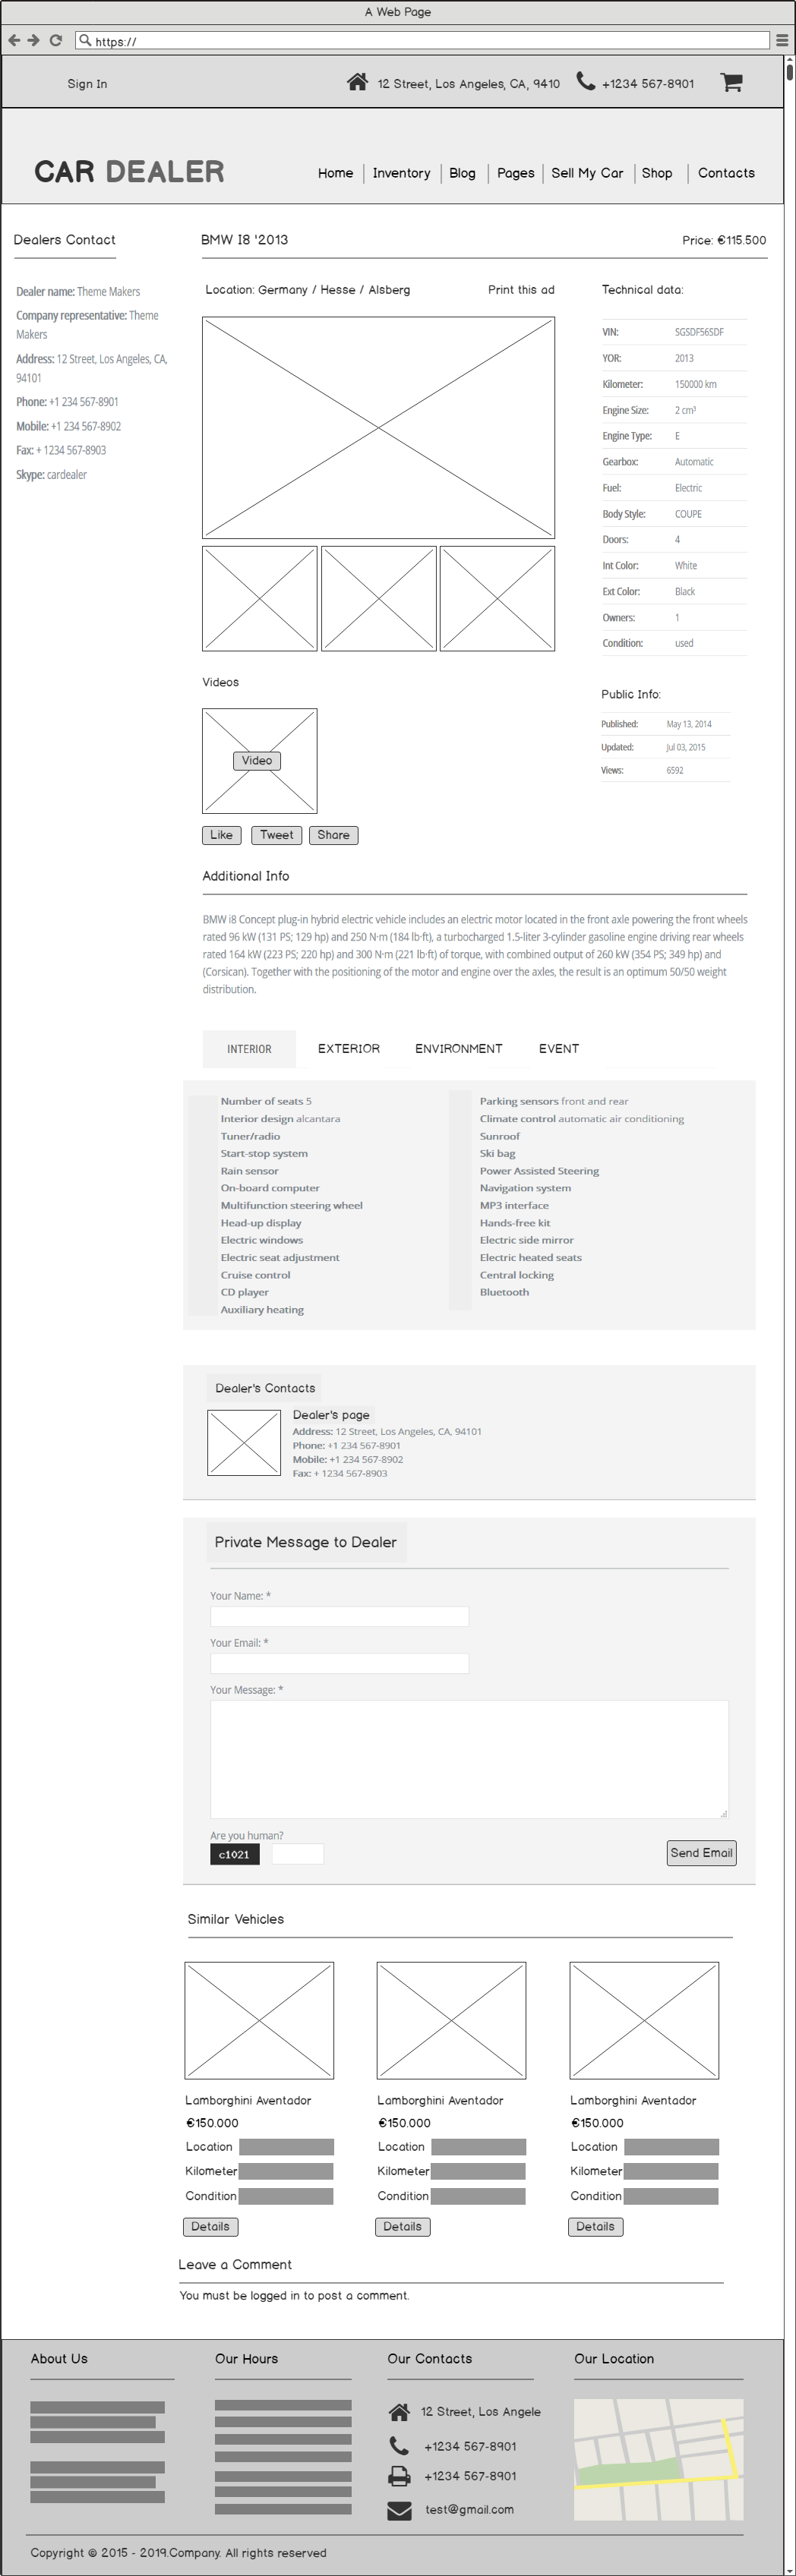 A Web Page
https://
Sign In
12 Street, Los Angeles, CA, 9410
+1234 567-8901
CAR DEALER
Home
Inventory
Blog
Pages
Sell My Car
Shop
Contacts
Dealers Contact
Dealer name: Theme Makers
Company representative: Theme
Makers
Address: 12 Street, Los Angeles, CA,
94101
Phone: +1 234 567-8901
Mobile: +1 234 567-8902
Fax: + 1234 567-8903
Skype: cardealer
BMW I8 '2013
Price: €115.500
Location: Germany / Hesse / Alsberg
Print this ad
Videos
Video
Like
Tweet
Share
Technical data:
VIN: SGSDF56SDF
YOR: 2013
Kilometer: 150000 km
Engine Size: 2 cm³
Engine Type: E
Gearbox: Automatic
Fuel: Electric
Body Style: COUPE
Doors: 4
Int Color: White
Ext Color: Black
Owners: 1
Condition: used
Public Info:
Published: May 13, 2014
Updated: Jul 03, 2015
Views: 6592
Additional Info
BMW i8 Concept plug-in hybrid electric vehicle includes an electric motor located in the front axle powering the front wheels
rated 96 kW (131 PS; 129 hp) and 250 N·m (184 lb·ft), a turbocharged 1.5-liter 3-cylinder gasoline engine driving rear wheels
rated 164 kW (223 PS; 220 hp) and 300 N·m (221 lb·ft) of torque, with combined output of 260 kW (354 PS; 349 hp) and
(Corsican). Together with the positioning of the motor and engine over the axles, the result is an optimum 50/50 weight
distribution.
INTERIOR
EXTERIOR
ENVIRONMENT
EVENT
Number of seats 5
Interior design alcantara
Tuner/radio
Start-stop system
Rain sensor
On-board computer
Multifunction steering wheel
Head-up display
Electric windows
Electric seat adjustment
Cruise control
CD player
Auxiliary heating
Parking sensors front and rear
Climate control automatic air conditioning
Sunroof
Ski bag
Power Assisted Steering
Navigation system
MP3 interface
Hands-free kit
Electric side mirror
Electric heated seats
Central locking
Bluetooth
Dealer's Contacts
Dealer's page
Address: 12 Street, Los Angeles, CA, 94101
Phone: +1 234 567-8901
Mobile: +1 234 567-8902
Fax: + 1234 567-8903
Private Message to Dealer
Your Name: *
Your Email: *
Your Message: *
Are you human?
c1021
Send Email
Similar Vehicles
Lamborghini Aventador
€150.000
Location
Kilometer
Condition
Details
Lamborghini Aventador
€150.000
Location
Kilometer
Condition
Details
Lamborghini Aventador
€150.000
Location
Kilometer
Condition
Details
Leave a Comment
You must be logged in to post a comment.
About Us
Our Hours
Our Contacts
12 Street, Los Angele
+1234 567-8901
+1234 567-8901
test@gmail.com
Our Location
Copyright © 2015 - 2019.Company. All rights reserved